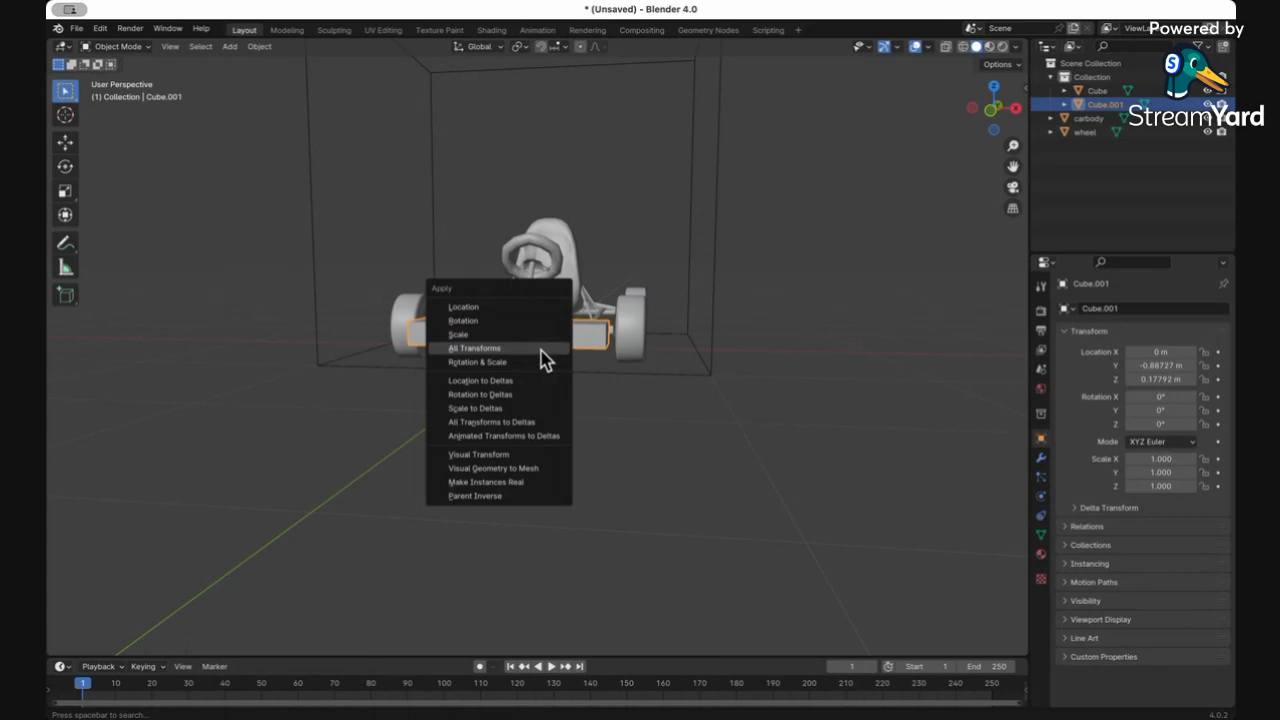 * (Unsaved) - Blender 4.0
File Edit Render Window Help
Layout Modeling Sculpting UV Editing Texture Paint Shading Animation Rendering Compositing Geometry Nodes Scripting +
Scene
Powered by
StreamYard
Object Mode View Select Add Object
Global
Options
User Perspective
(1) Collection | Cube.001
Scene Collection
Collection
Cube
Cube.001
carbody
wheel
Apply
Location
Rotation
Scale
All Transforms
Rotation & Scale
Location to Deltas
Rotation to Deltas
Scale to Deltas
All Transforms to Deltas
Animated Transforms to Deltas
Visual Transform
Visual Geometry to Mesh
Make Instances Real
Parent Inverse
Cube.001
Cube.001
Transform
Location X 0 m
Y -0.88727 m
Z 0.17792 m
Rotation X 0°
Y 0°
Z 0°
Mode XYZ Euler
Scale X 1.000
Y 1.000
Z 1.000
Delta Transform
Relations
Collections
Instancing
Motion Paths
Visibility
Viewport Display
Line Art
Custom Properties
Playback Keying View Marker
1 Start 1 End 250
1 10 20 30 40 50 60 70 80 90 100 110 120 130 140 150 160 170 180 190 200 210 220 230 240 250
Press spacebar to search...
4.0.2